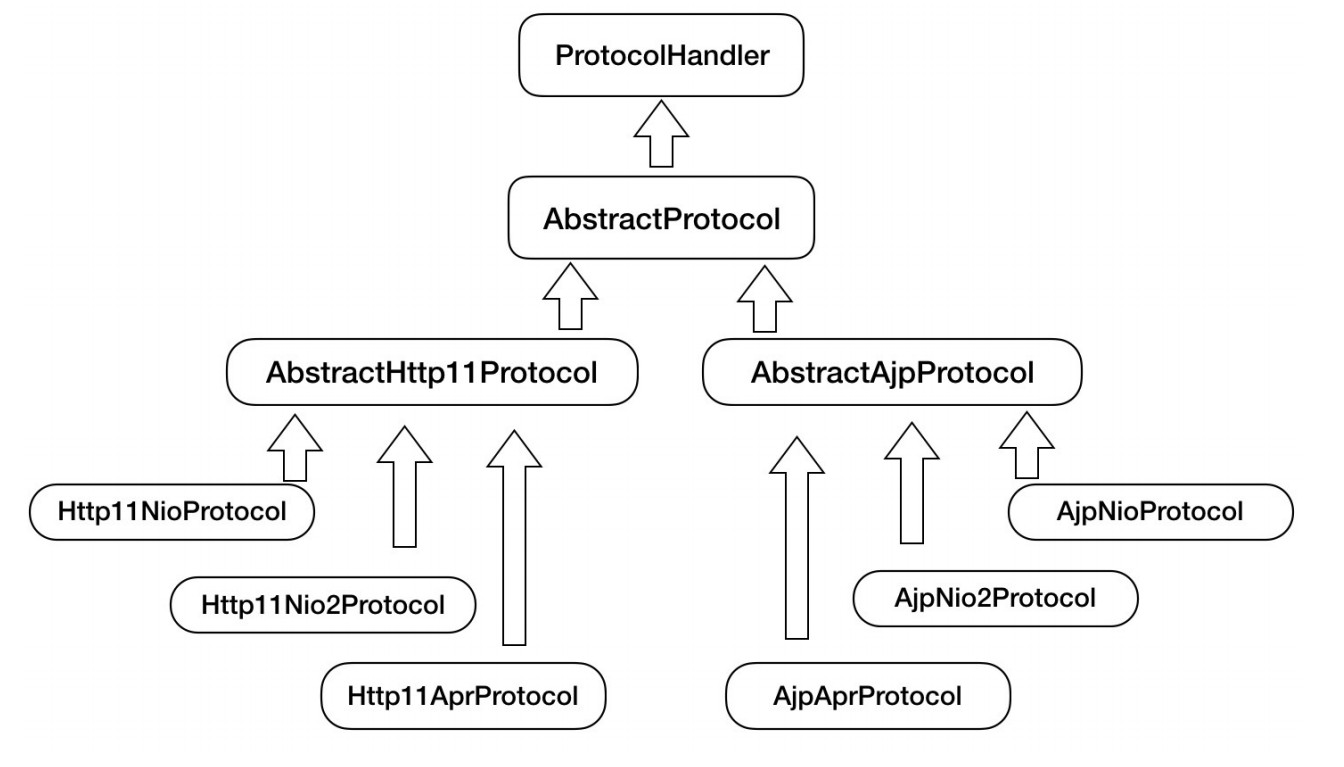 ProtocolHandler
AbstractProtocol
AbstractHttp11Protocol
AbstractAjpProtocol
Http11NioProtocol
AjpNioProtocol
Http11Nio2Protocol
AjpNio2Protocol
Http11AprProtocol
AjpAprProtocol